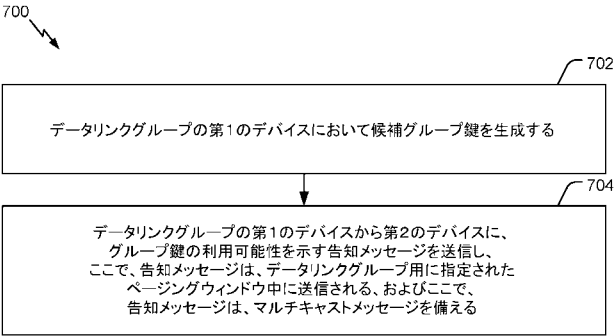 700
702
データリンクグループの第1のデバイスにおいて候補グループ鍵を生成する
704
データリンクグループの第1のデバイスから第2のデバイスに、
グループ鍵の利用可能性を示す告知メッセージを送信し、
ここで、告知メッセージは、データリンクグループ用に指定された
ページングウィンドウ中に送信される、およびここで、
告知メッセージは、マルチキャストメッセージを備える